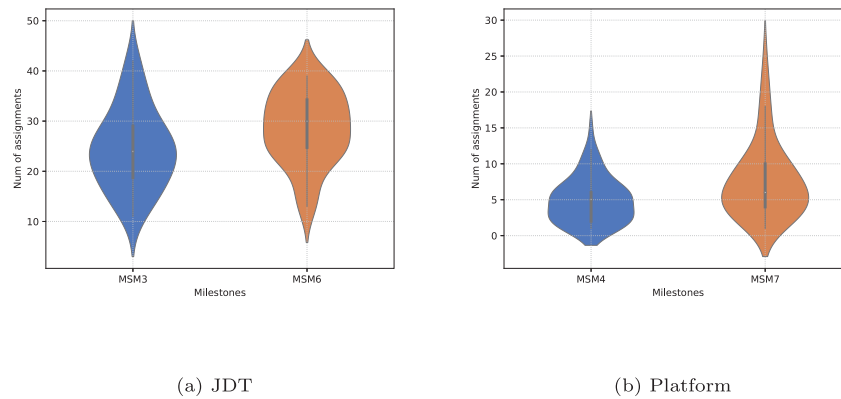 50
40
30
20
10
Num of assignments
MSM3
MSM6
Milestones
30
25
20
15
10
5
0
Num of assignments
MSM4
MSM7
Milestones
(a) JDT
(b) Platform